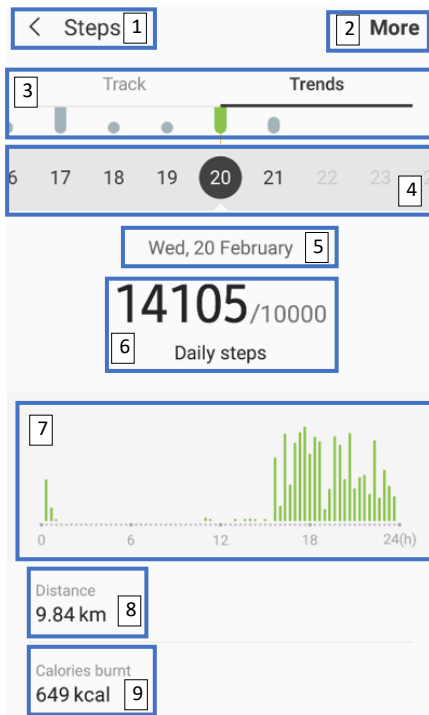 Steps 1
2 More
3 Track Trends
6 17 18 19 20 21 22 23 2
4
Wed, 20 February 5
14105/10000
6
Daily steps
7
0 6 12 18 24(h)
Distance
9.84 km 8
Calories burnt
649 kcal 9